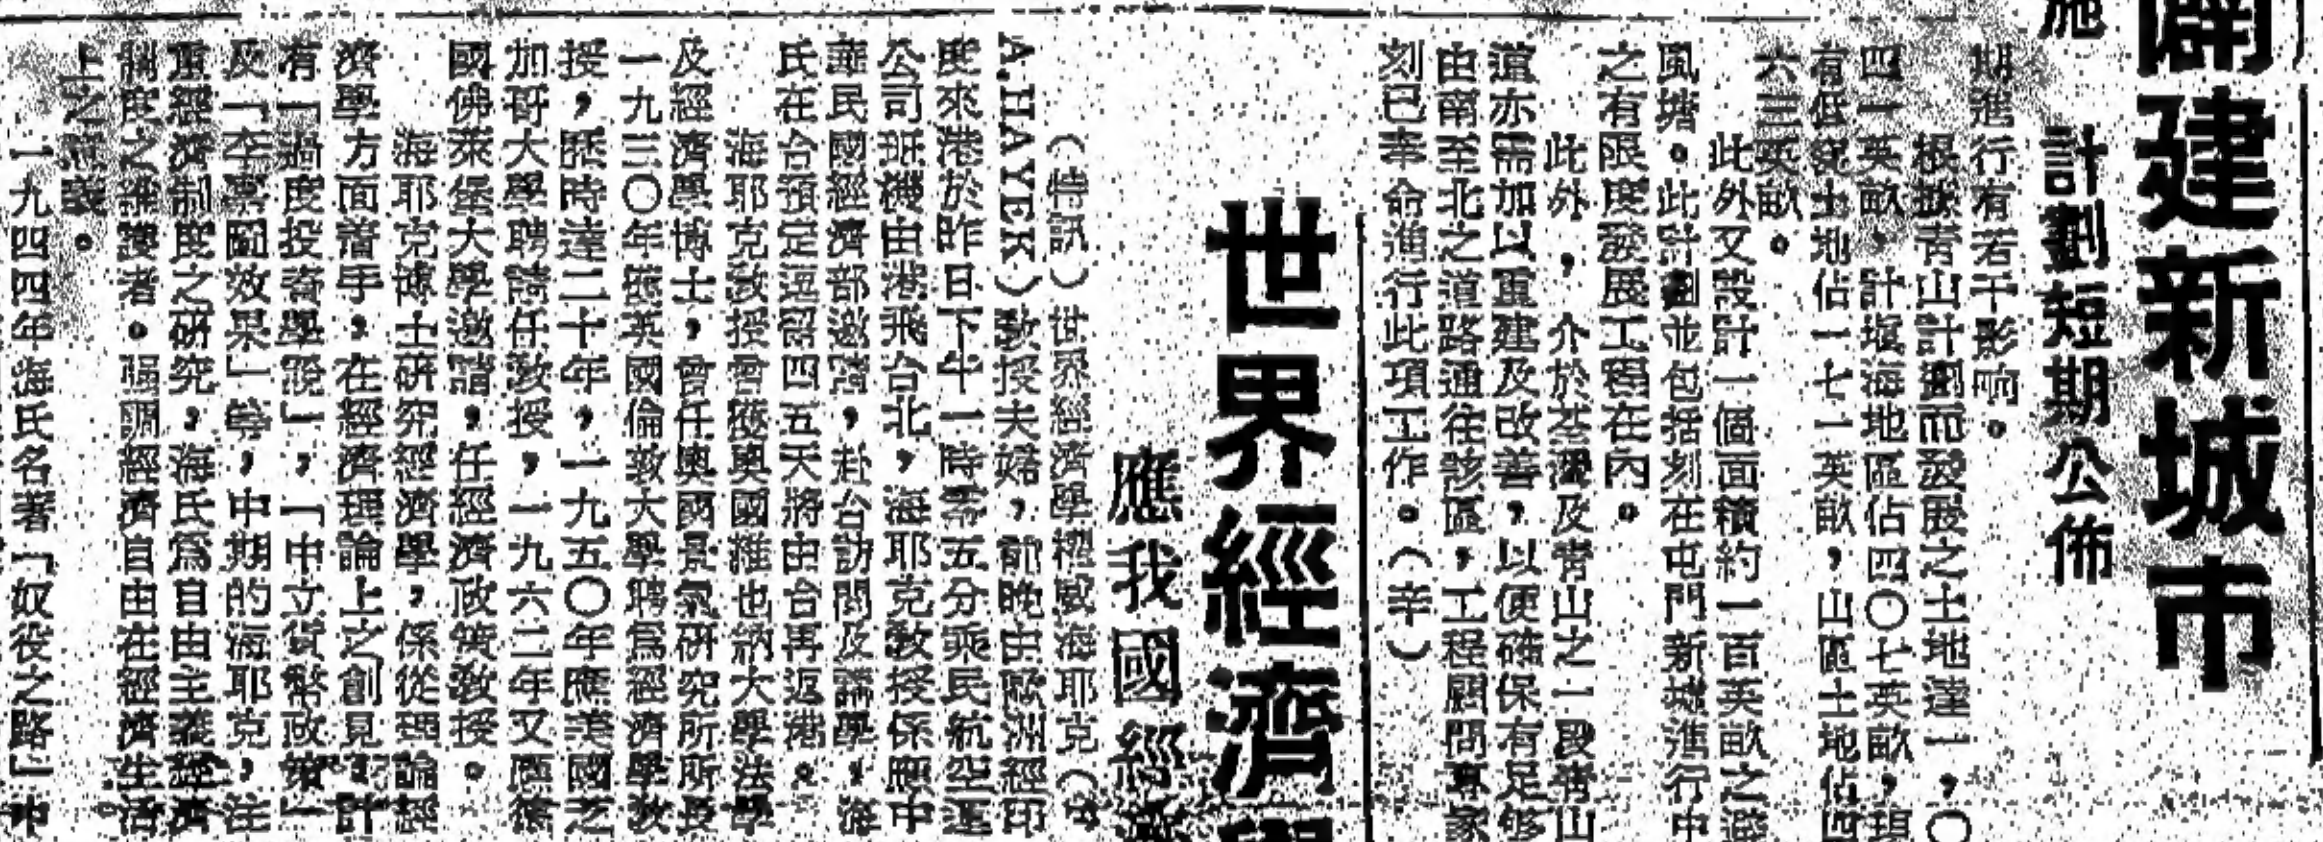 闢建新城市
施 計劃短期公佈
期進行有若干影响。
根據青山計劃而發展之土地達一，〇
四一英畝，計塡海地區佔四〇七英畝，現
有低窪土地佔一七一英畝，山區土地佔四
六三英畝。
此外又設計一個面積約一百英畝之避
風塘。此計劃並包括刻在屯門新墟進行中
之有限度發展工程在內。
此外，介於荃灣及青山之一段青山
道亦需加以重建及改善，以便確保有足够
由南至北之道路通往該區，工程顧問專家
刻已奉命進行此項工作。（辛）
世界經濟學
應我國經濟
（特訊）世界經濟學權威海耶克（
A.HAYEK）敎授夫婦，前晚由歐洲經印
度來港於昨日下午一時零五分乘民航空運
公司班機由港飛台北，海耶克敎授係應中
華民國經濟部邀請，赴台訪問及講學，海
氏在台預定逗留四五天將由台再返港。
海耶克敎授曾獲奧國維也納大學法學
及經濟學博士，曾任奧國景氣研究所所長
一九三〇年應英國倫敦大學聘爲經濟學敎
授，歷時達二十年，一九五〇年應美國芝
加哥大學聘請任敎授，一九六二年又應德
國佛萊堡大學邀請，任經濟政策敎授。
海耶克博士硏究經濟學，係從理論經
濟學方面着手，在經濟理論上之創見 計
有「過度投資學說」，「中立貨幣政策」
及「李嘉圖效果」等，中期的海耶克，注
重經濟制度之研究，海氏爲自由主義經濟
制度之維護者。強調經濟自由在經濟生活
上之意義。
一九四四年海氏名著「奴役之路」中